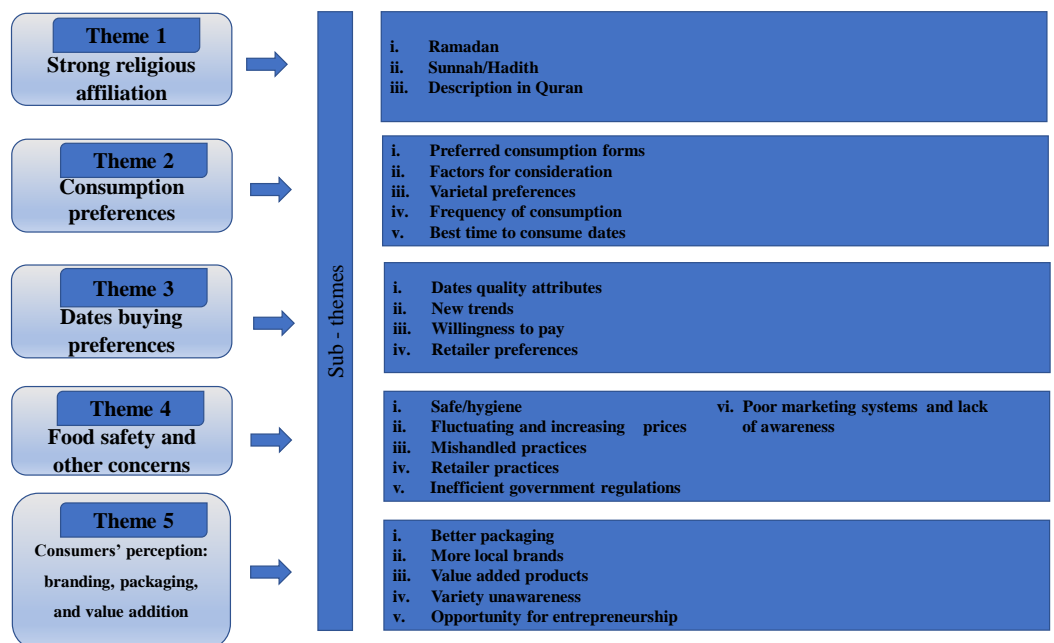 Theme 1
Strong religious
affiliation
Theme 2
Consumption
preferences
Theme 3
Dates buying
preferences
Theme 4
Food safety and
other concerns
Theme 5
Consumers’ perception:
branding, packaging,
and value addition
Sub - themes
i. Ramadan
ii. Sunnah/Hadith
iii. Description in Quran
i. Preferred consumption forms
ii. Factors for consideration
iii. Varietal preferences
iv. Frequency of consumption
v. Best time to consume dates
i. Dates quality attributes
ii. New trends
iii. Willingness to pay
iv. Retailer preferences
i. Safe/hygiene
ii. Fluctuating and increasing prices
iii. Mishandled practices
iv. Retailer practices
v. Inefficient government regulations
vi. Poor marketing systems and lack
of awareness
i. Better packaging
ii. More local brands
iii. Value added products
iv. Variety unawareness
v. Opportunity for entrepreneurship